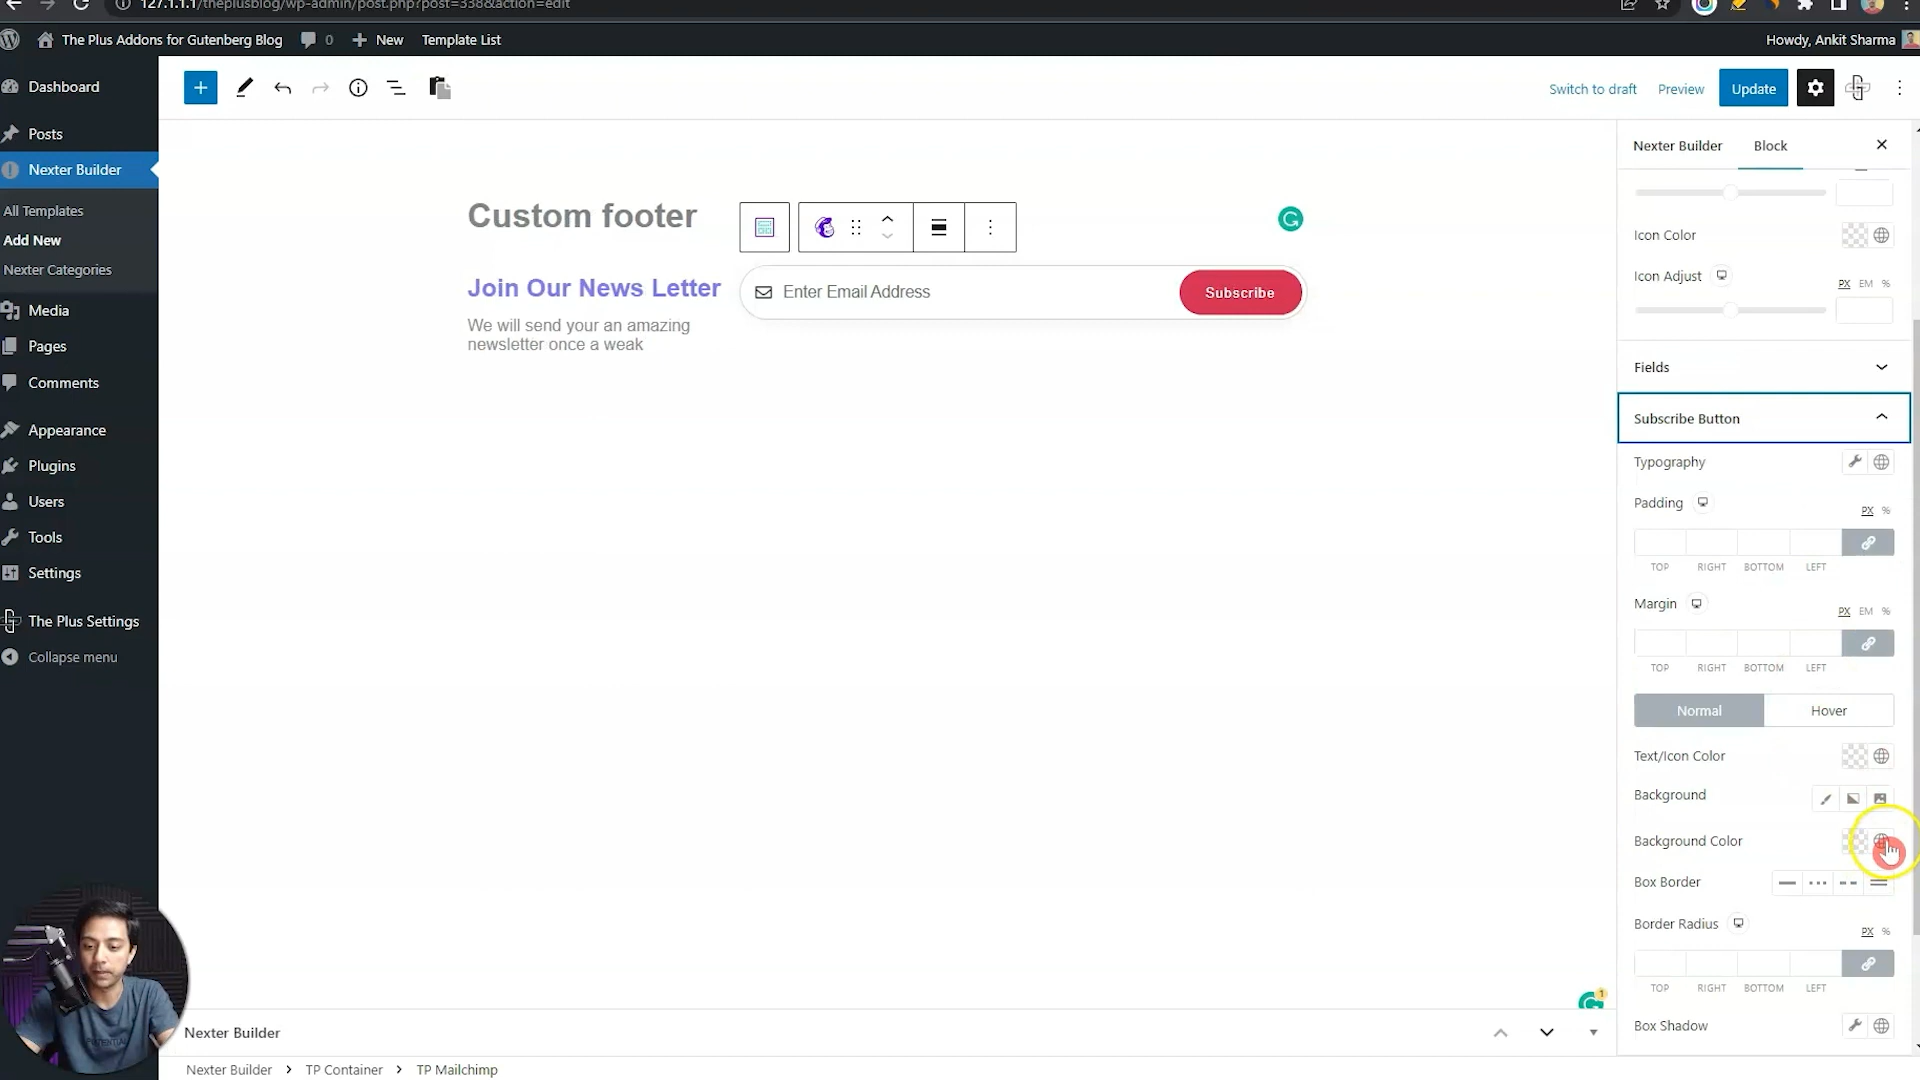 127.1.1.1/theplusblog/wp-admin/post.php?post=338&action=edit
The Plus Addons for Gutenberg Blog
0
New
Template List
Howdy, Ankit Sharma
Dashboard
Posts
Nexter Builder
All Templates
Add New
Nexter Categories
Media
Pages
Comments
Appearance
Plugins
Users
Tools
Settings
The Plus Settings
Collapse menu
Switch to draft
Preview
Update
Custom footer
Join Our News Letter
We will send your an amazing
newsletter once a weak
Enter Email Address
Subscribe
Nexter Builder
Block
Icon Color
Icon Adjust
PX EM %
Fields
Subscribe Button
Typography
Padding
PX %
TOP RIGHT BOTTOM LEFT
Margin
PX EM %
TOP RIGHT BOTTOM LEFT
Normal
Hover
Text/Icon Color
Background
Background Color
Box Border
Border Radius
PX %
TOP RIGHT BOTTOM LEFT
Box Shadow
1
Nexter Builder
Nexter Builder > TP Container > TP Mailchimp